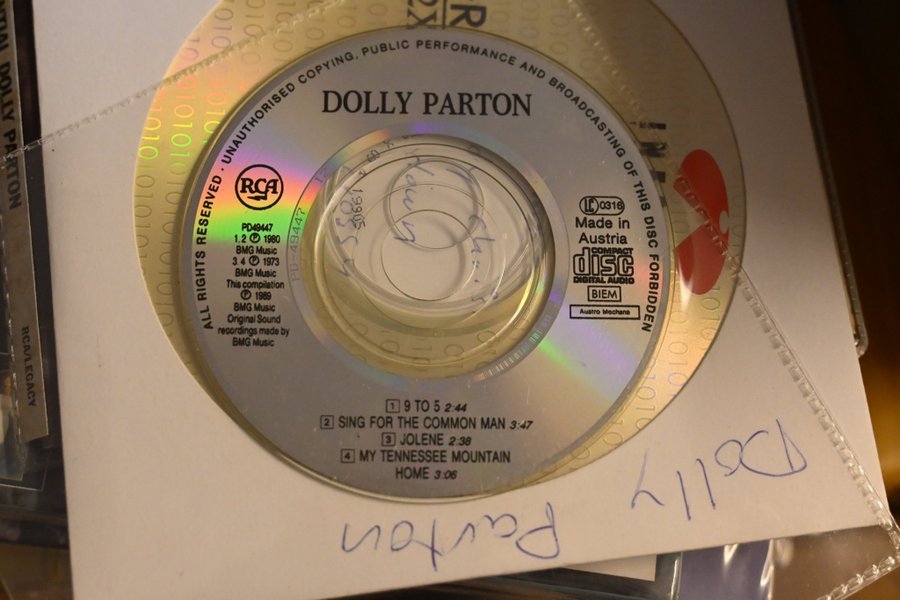 UNAUTHORISED COPYING, PUBLIC PERFORMANCE AND BROADCASTING OF THIS DISC FORBIDDEN
ALL RIGHTS RESERVED ·
DOLLY PARTON
RCA
PD49447
1.2 ℗ 1980
BMG Music
3 4 ℗ 1973
BMG Music
This compilation
℗ 1989
BMG Music
Original Sound
recordings made by
BMG Music
LC 0316
Made in
Austria
COMPACT
disc
DIGITAL AUDIO
BIEM
Austro Mechana
1 9 TO 5 2:44
2 SING FOR THE COMMON MAN 3:47
3 JOLENE 2:38
4 MY TENNESSEE MOUNTAIN
HOME 3:06
PD-49447
Dolly
Parton
DOLLY PARTON
RCA/LEGACY